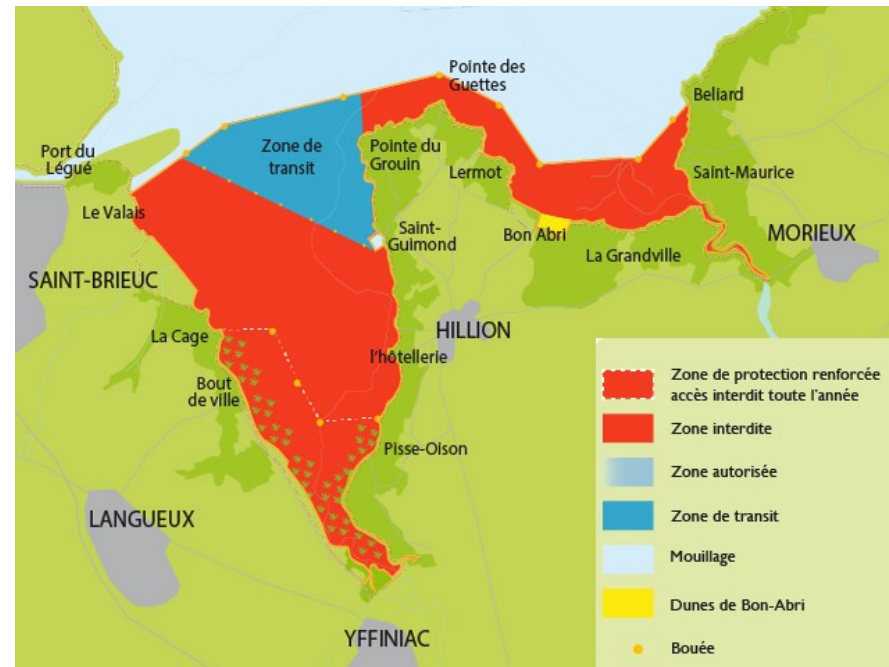 Pointe des
Guettes
Beliard
Port du
Légué
Zone de
transit
Pointe du
Grouin
Lermot
Saint-Maurice
Le Valais
Saint-
Guimond
Bon Abri
La Grandville
MORIEUX
SAINT-BRIEUC
La Cage
HILLION
l'hôtellerie
Bout
de ville
Pisse-Oison
LANGUEUX
YFFINIAC
Zone de protection renforcée
accès interdit toute l'année
Zone interdite
Zone autorisée
Zone de transit
Mouillage
Dunes de Bon-Abri
Bouée